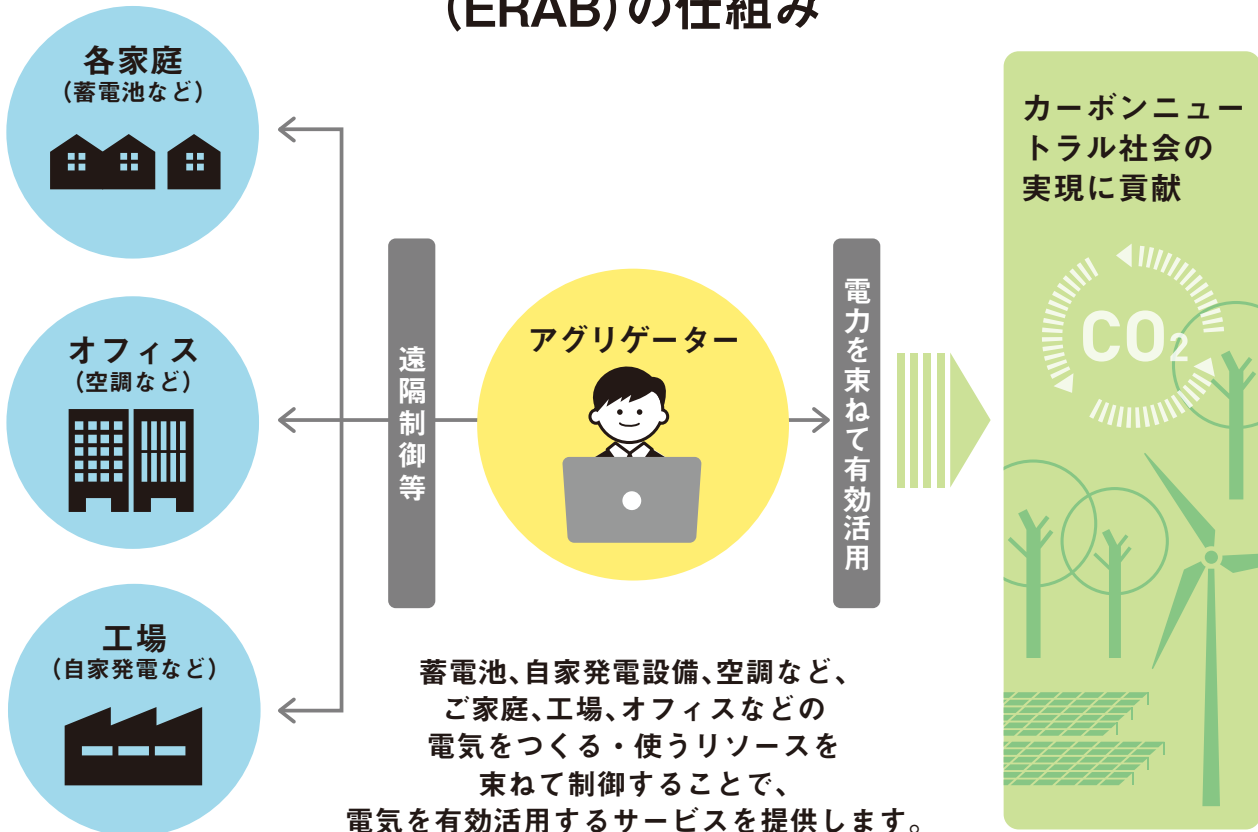 (ERAB)の仕組み
各家庭
(蓄電池など)
オフィス
(空調など)
工場
(自家発電など)
遠隔制御等
アグリゲーター
電力を束ねて有効活用
カーボンニュー
トラル社会の
実現に貢献
CO2
蓄電池、自家発電設備、空調など、
ご家庭、工場、オフィスなどの
電気をつくる・使うリソースを
束ねて制御することで、
電気を有効活用するサービスを提供します。